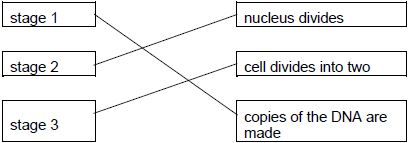 stage 1
nucleus divides
stage 2
cell divides into two
stage 3
copies of the DNA are
made